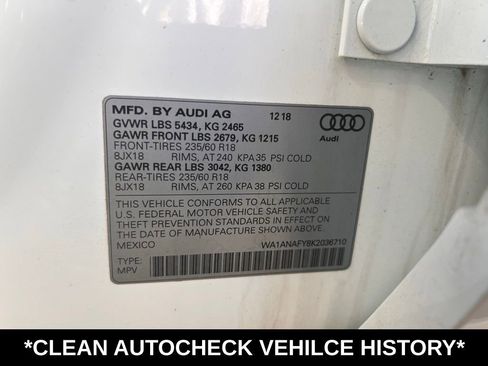 MFD. BY AUDI AG 12 18
GVWR LBS 5434, KG 2465
GAWR FRONT LBS 2679, KG 1215
FRONT-TIRES 235/60 R18
8JX18 RIMS, AT 240 KPA 35 PSI COLD
GAWR REAR LBS 3042, KG 1380
REAR-TIRES 235/60 R18
8JX18 RIMS, AT 260 KPA 38 PSI COLD
Audi
THIS VEHICLE CONFORMS TO ALL APPLICABLE
U.S. FEDERAL MOTOR VEHICLE SAFETY AND
THEFT PREVENTION STANDARDS IN EFFECT ON
THE DATE OF MANUFACTURE SHOWN ABOVE.
MEXICO WA1ANAFY8K2036710
TYPE:
MPV
*CLEAN AUTOCHECK VEHILCE HISTORY*